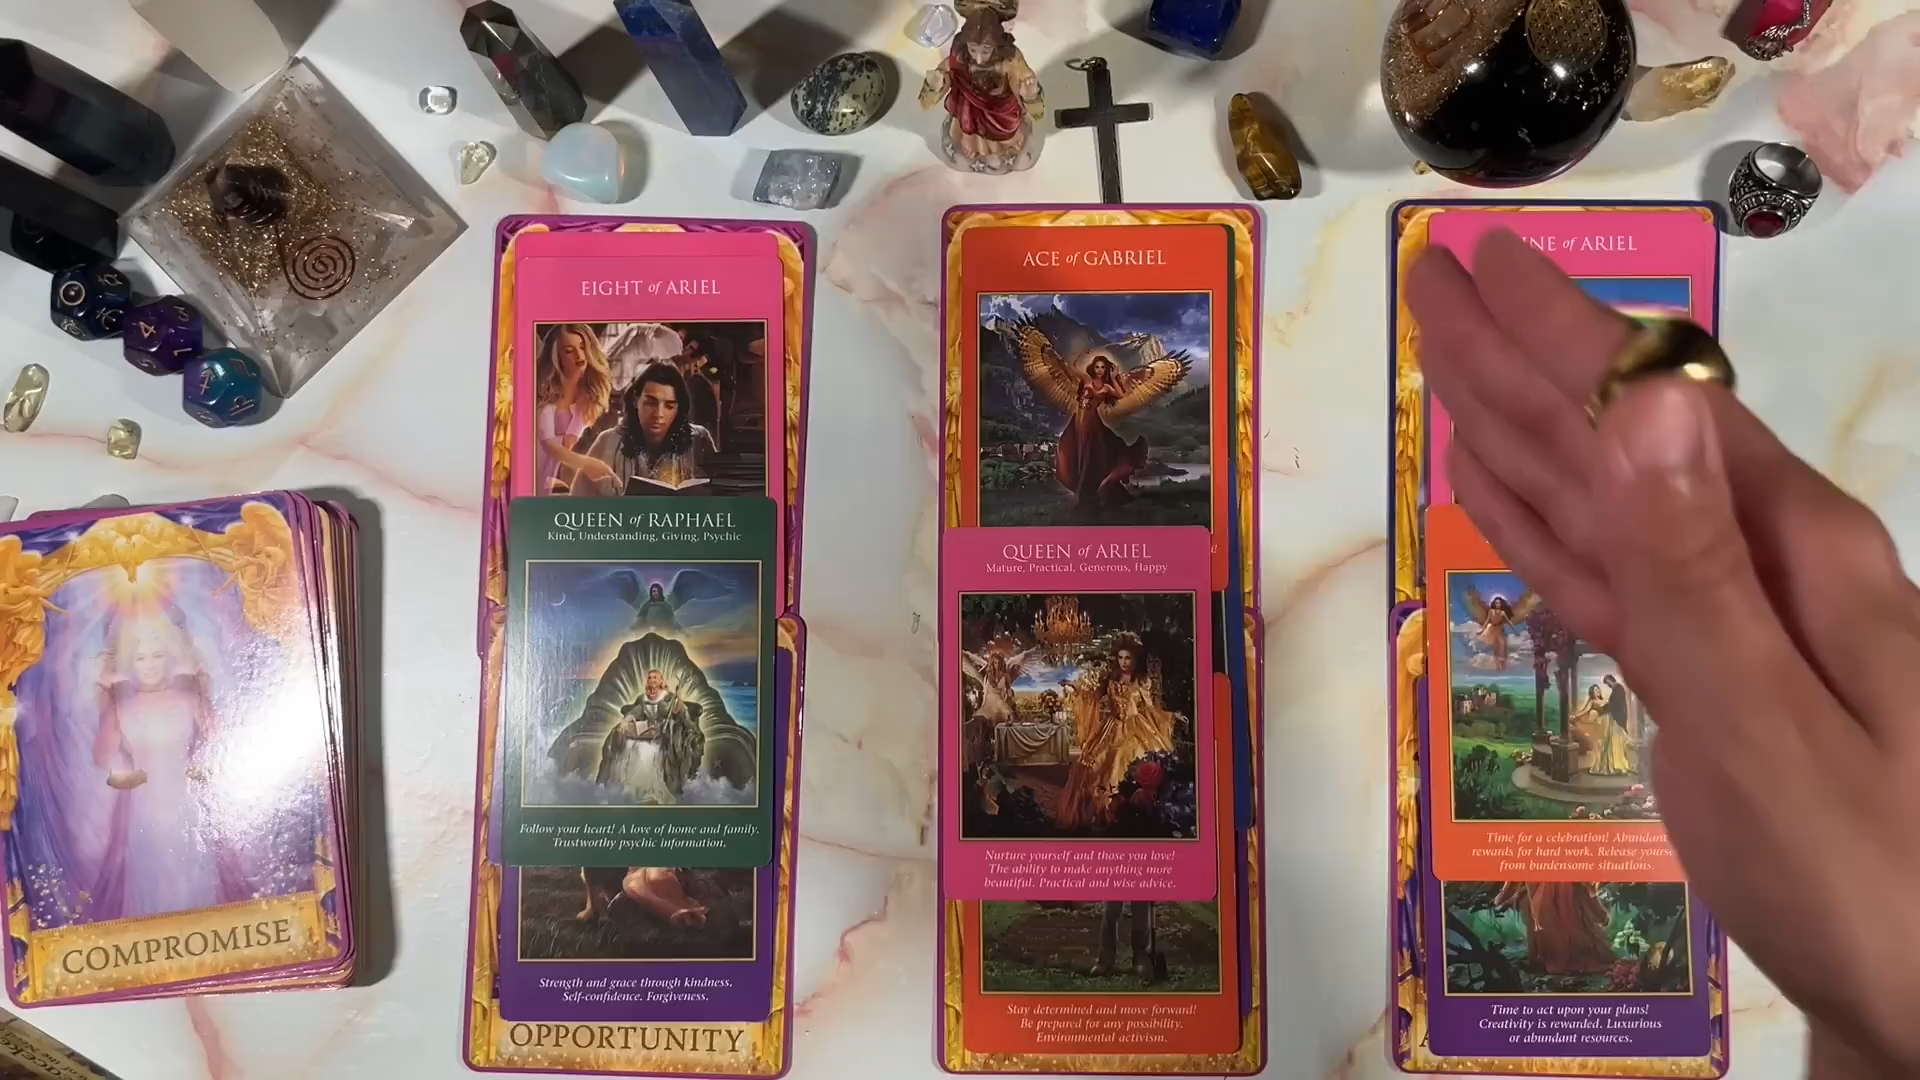 COMPROMISE
EIGHT of ARIEL
QUEEN of RAPHAEL
Kind, Understanding, Giving, Psychic
Follow your heart! A love of home and family.
Trustworthy psychic information.
Strength and grace through kindness.
Self-confidence. Forgiveness.
OPPORTUNITY
ACE of GABRIEL
QUEEN of ARIEL
Mature, Practical, Generous, Happy
Nurture yourself and those you love!
The ability to make anything more
beautiful. Practical and wise advice.
Stay determined and move forward!
Be prepared for any possibility.
Environmental activism.
of ARIEL
Time for a celebration! Abundant
rewards for hard work. Release
from burdensome situations.
Time to act upon your plans!
Creativity is rewarded. Luxurious
or abundant resources.